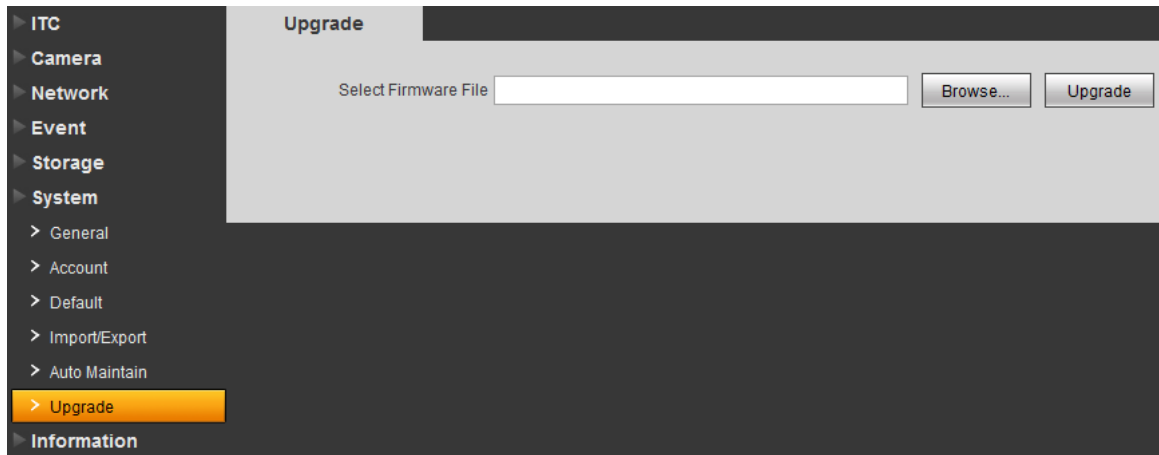 ITC
Camera
Network
Event
Storage
System
General
Account
Default
Import/Export
Auto Maintain
Upgrade
Information
Upgrade
Select Firmware File Browse... Upgrade